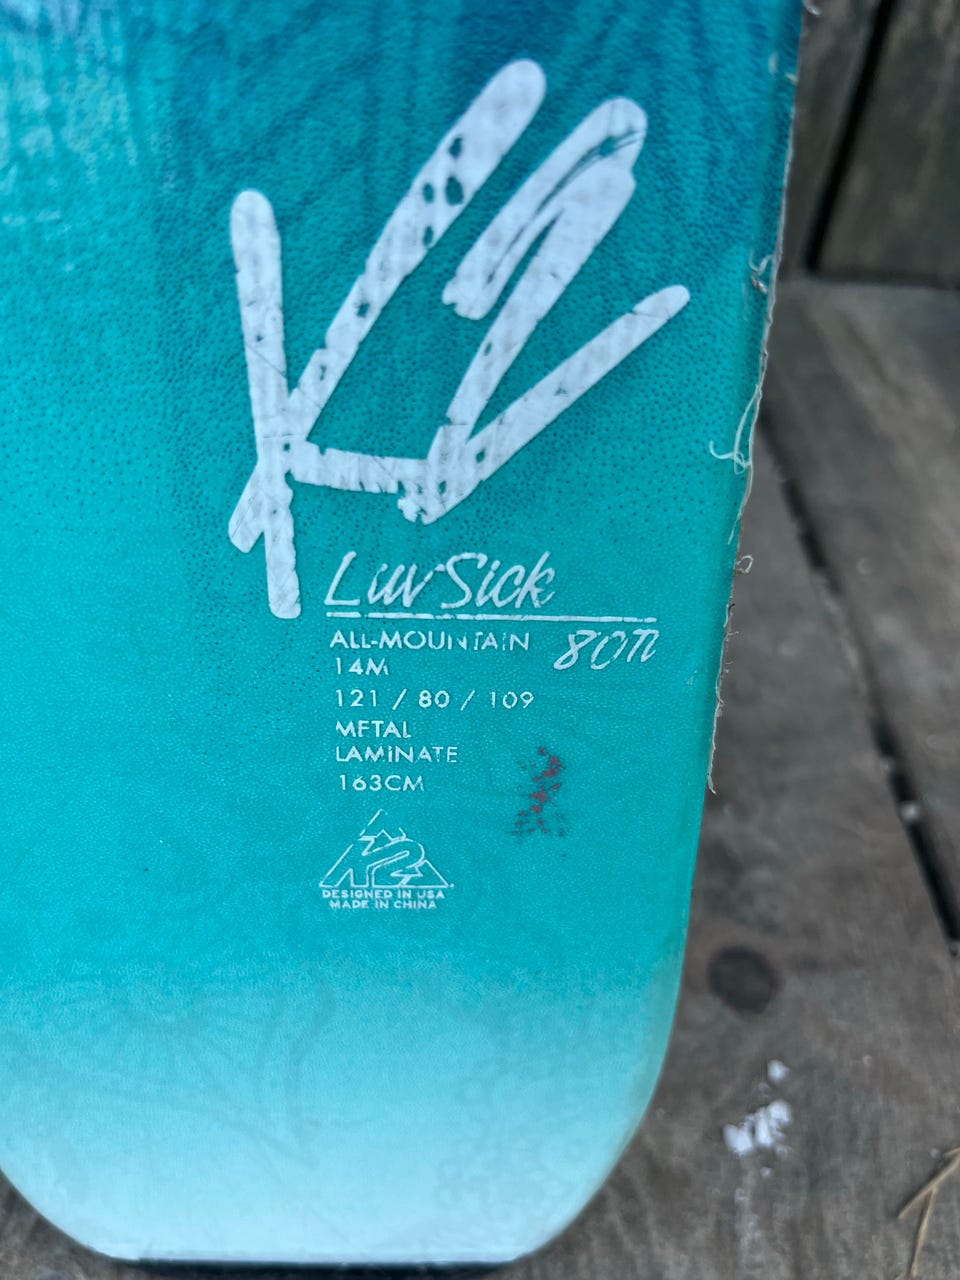 K2
LuvSick
80Ti
ALL-MOUNTAIN
14M
121 / 80 / 109
METAL
LAMINATE
163CM
K2
DESIGNED IN USA
MADE IN CHINA